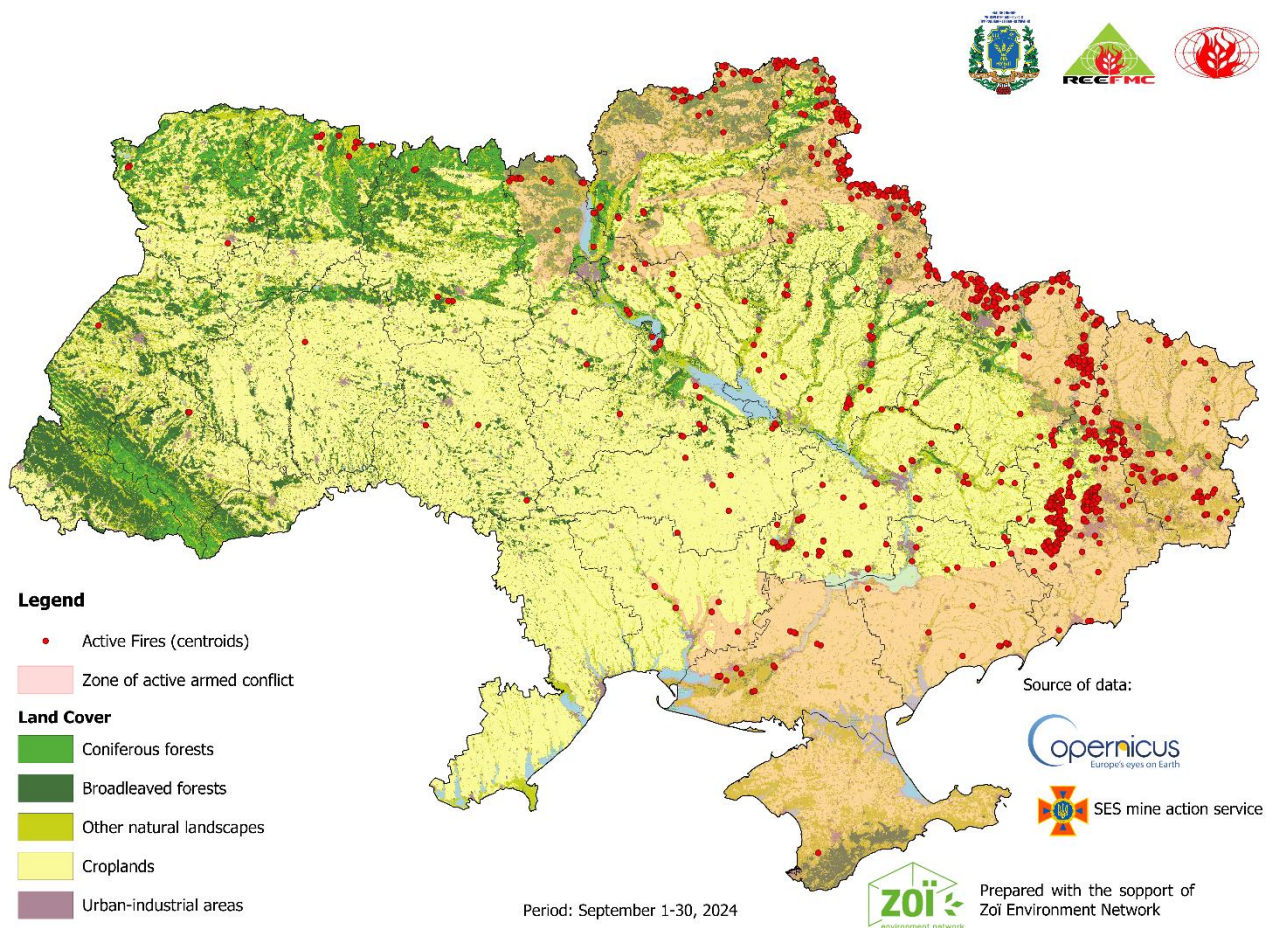 REEFMC
Legend
Active Fires (centroids)
Zone of active armed conflict
Land Cover
Coniferous forests
Broadleaved forests
Other natural landscapes
Croplands
Urban-industrial areas
Period: September 1-30, 2024
Source of data:
opernicus
Europe's eyes on Earth
SES mine action service
zoï
environment network
Prepared with the sopport of
Zoï Environment Network